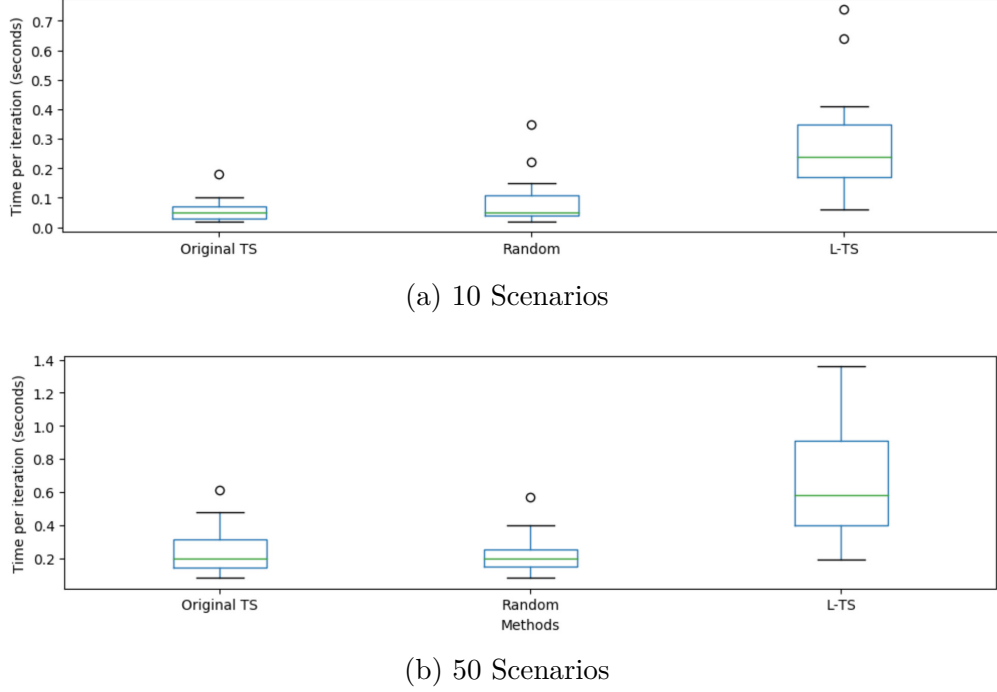 Time per iteration (seconds)
0.7
0.6
0.5
0.4
0.3
0.2
0.1
0.0
Original TS Random L-TS
(a) 10 Scenarios
Time per iteration (seconds)
1.4
1.2
1.0
0.8
0.6
0.4
0.2
Original TS Random L-TS
Methods
(b) 50 Scenarios